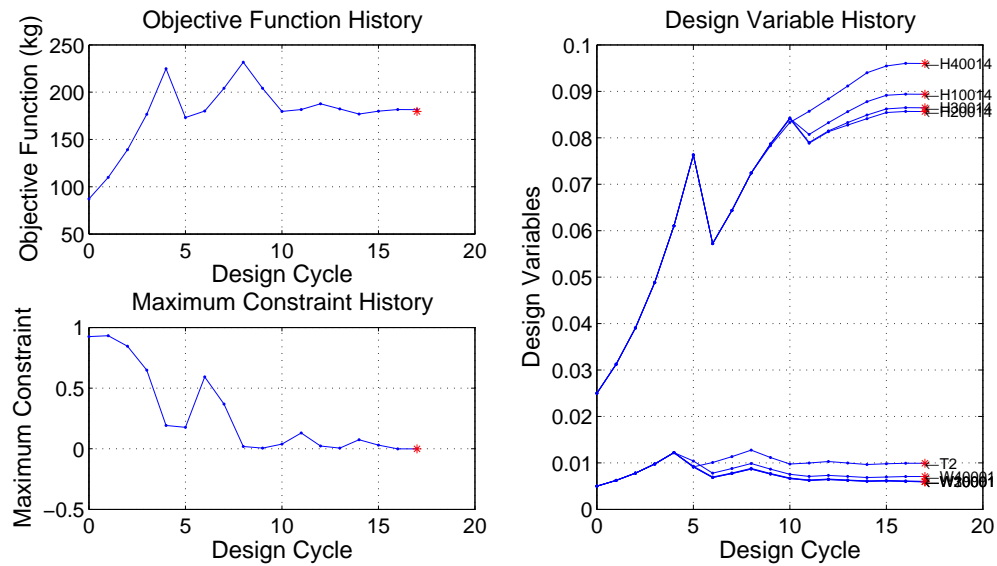 Objective Function History
Objective Function (kg)
250
200
150
100
50
0
5
10
15
20
Design Cycle
Maximum Constraint History
Maximum Constraint
1
0.5
0
−0.5
0
5
10
15
20
Design Cycle
Design Variable History
Design Variables
0.1
0.09
0.08
0.07
0.06
0.05
0.04
0.03
0.02
0.01
0
0
5
10
15
20
Design Cycle
H40014
H10014
H20014
T2
W40001